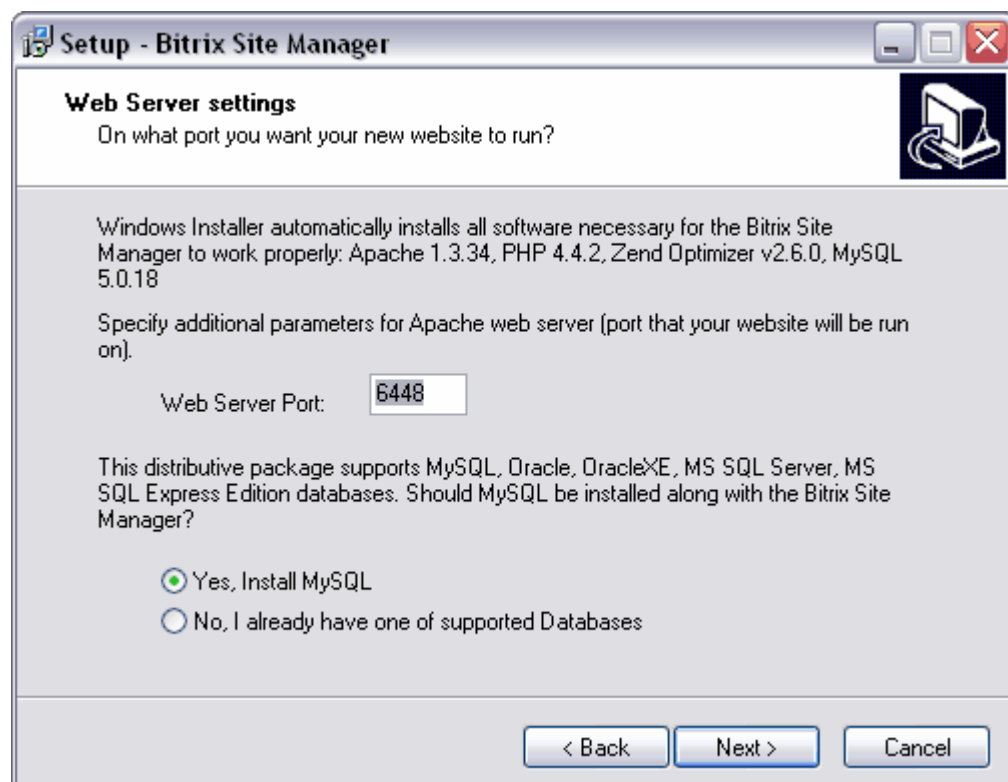 Setup - Bitrix Site Manager
Web Server settings
On what port you want your new website to run?
Windows Installer automatically installs all software necessary for the Bitrix Site
Manager to work properly: Apache 1.3.34, PHP 4.4.2, Zend Optimizer v2.6.0, MySQL
5.0.18
Specify additional parameters for Apache web server (port that your website will be run
on).
Web Server Port: 6448
This distributive package supports MySQL, Oracle, OracleXE, MS SQL Server, MS
SQL Express Edition databases. Should MySQL be installed along with the Bitrix Site
Manager?
Yes, Install MySQL
No, I already have one of supported Databases
< Back Next > Cancel